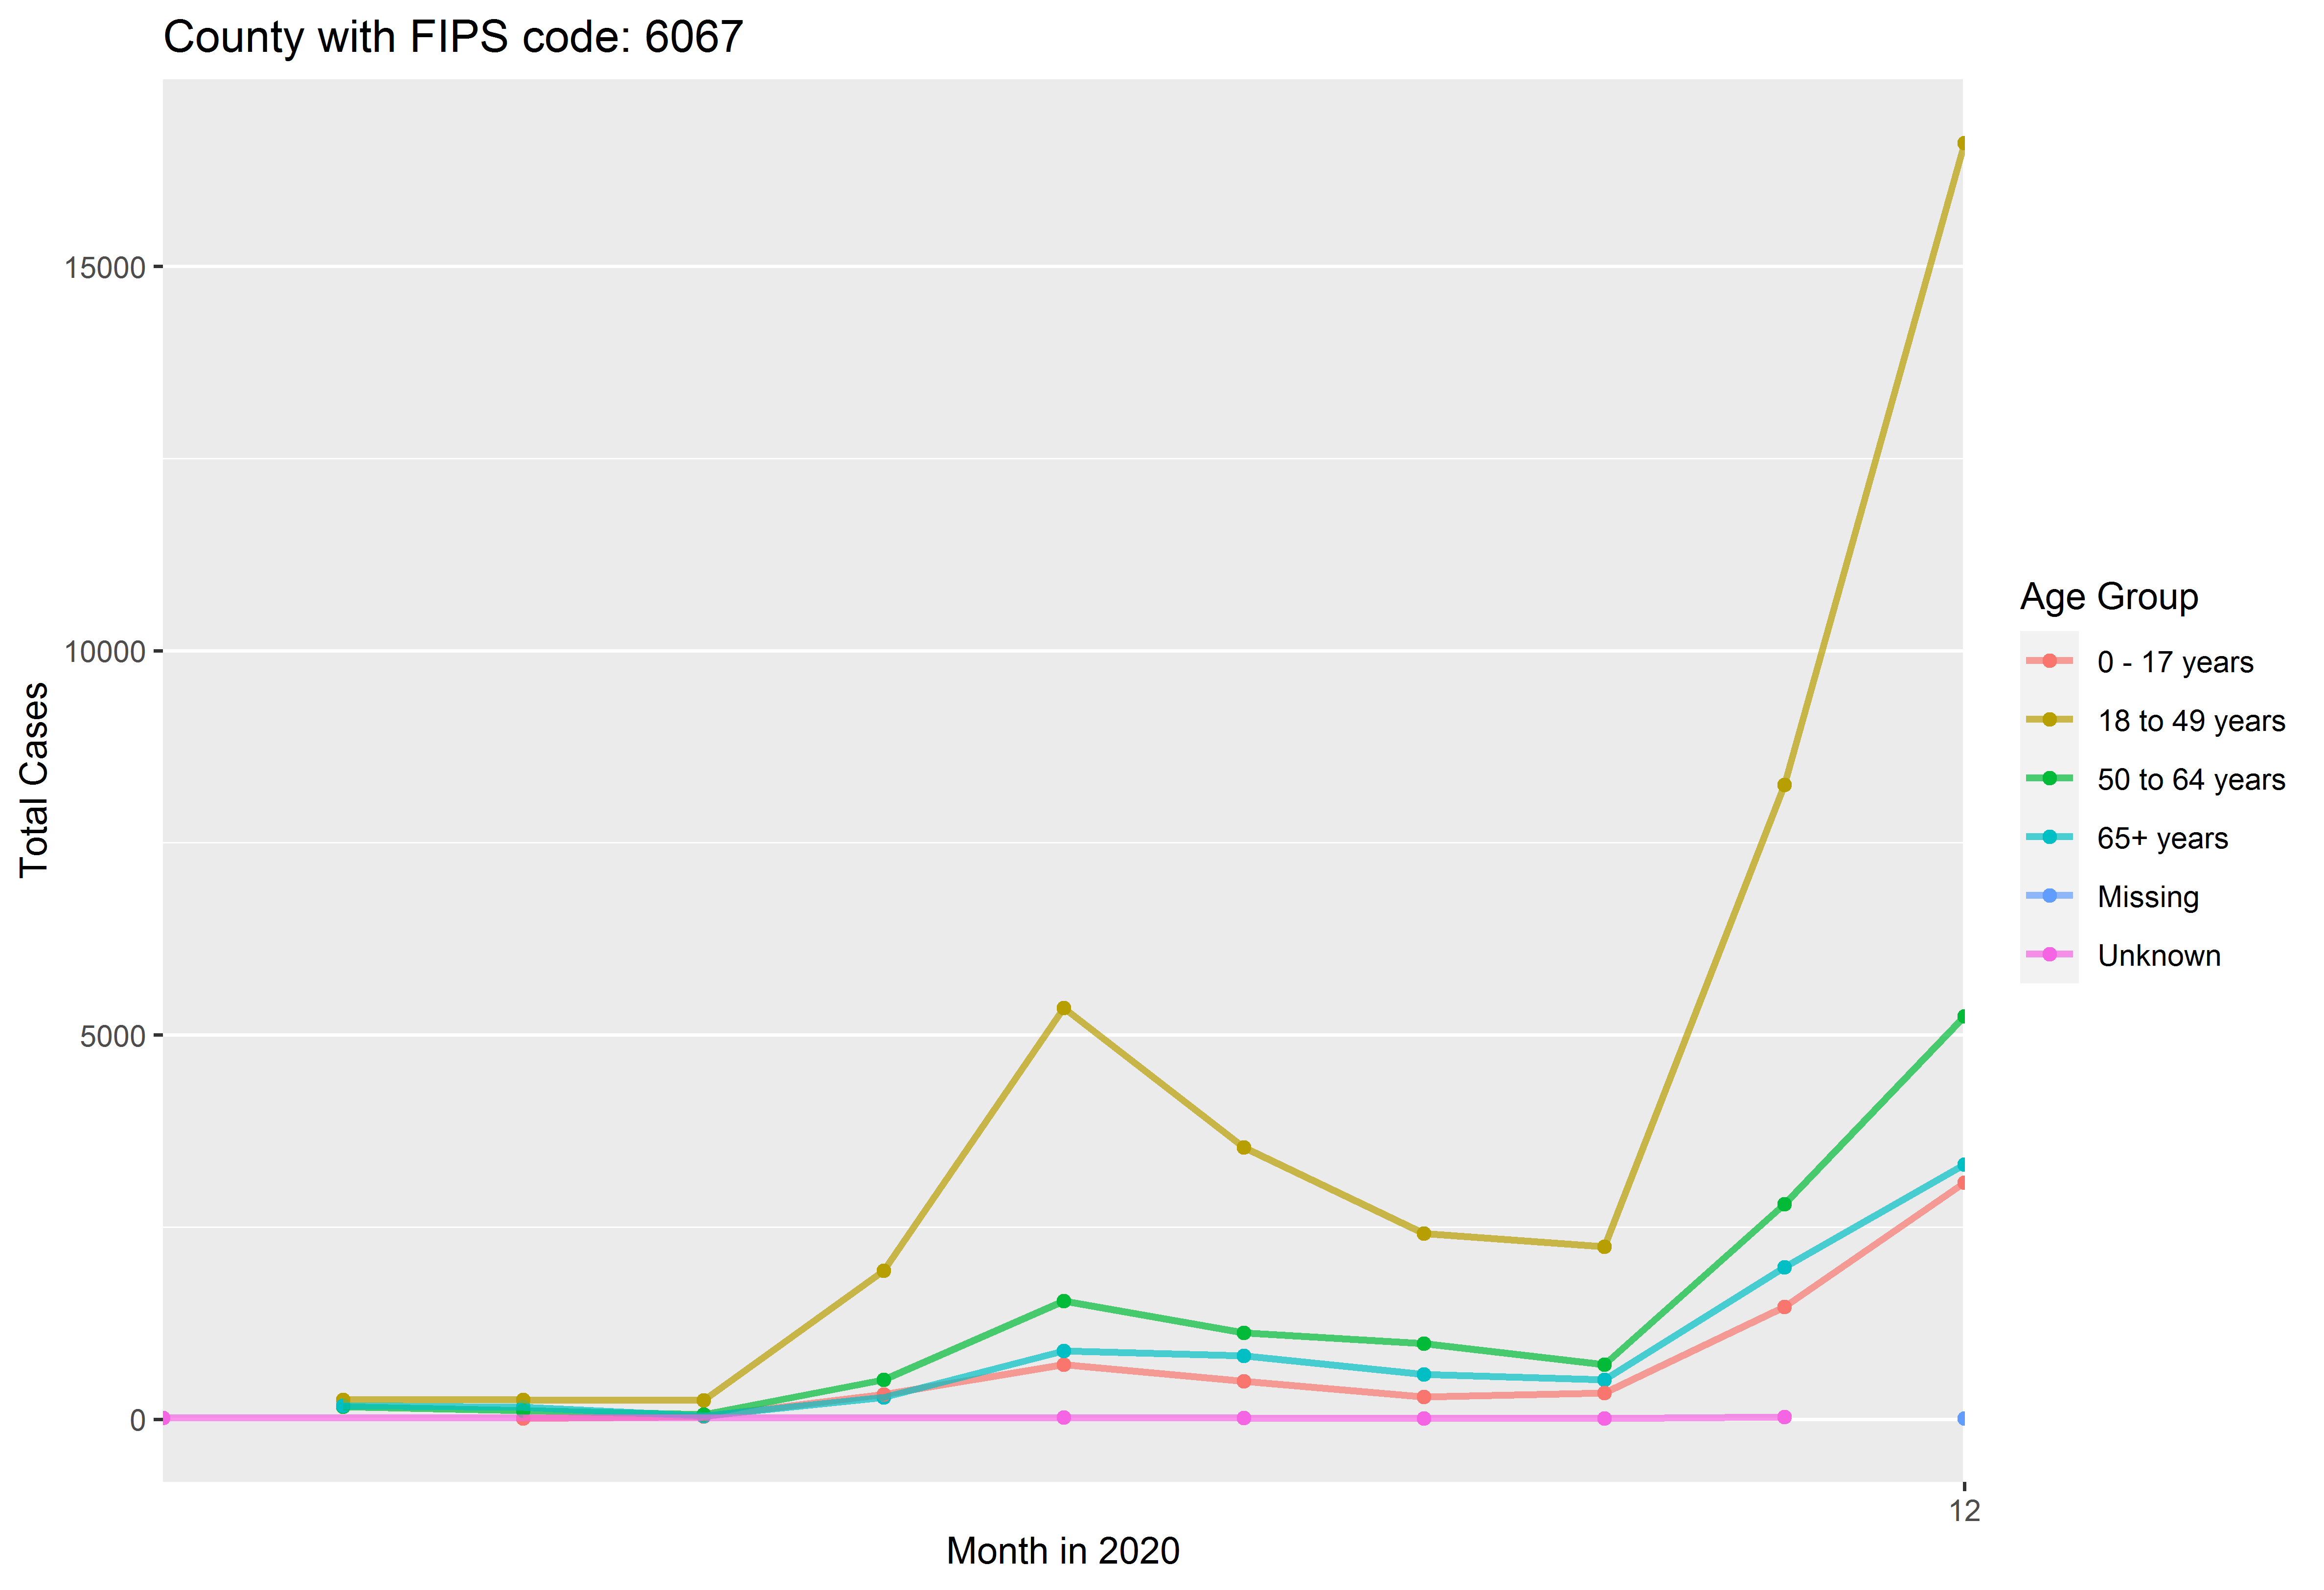 County with FIPS code: 6067
15000
10000
5000
0
Total Cases
12
Month in 2020
Age Group
0 - 17 years
18 to 49 years
50 to 64 years
65+ years
Missing
Unknown